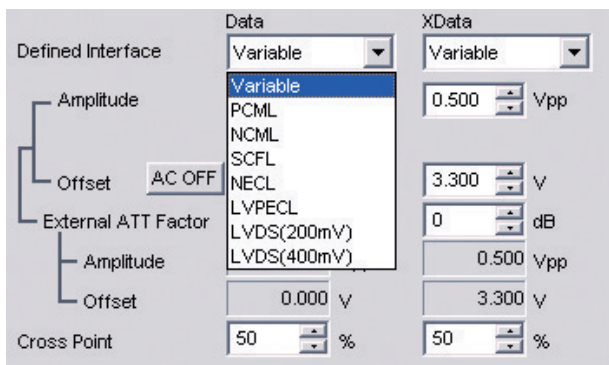 Data XData
Defined Interface Variable Variable
Variable
Amplitude 0.500 Vpp
PCML
NCML
SCFL
Offset AC OFF NECL 3.300 V
LVPECL
External ATT Factor 0 dB
LVDS(200mV)
LVDS(400mV)
Amplitude 0.500 Vpp
Offset 0.000 V 3.300 V
Cross Point 50 % 50 %